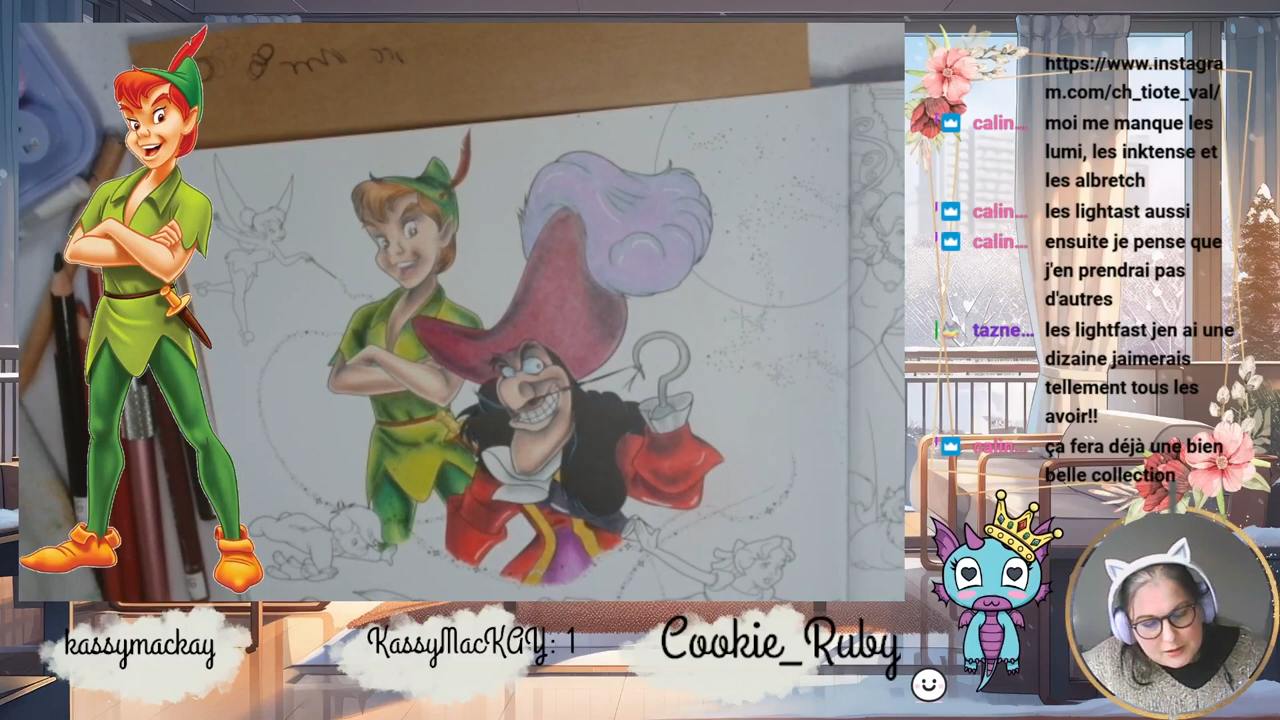 https://www.instagra
m.com/ch_tiote_val/
calin... moi me manque les
lumi, les inktense et
les albretch
calin... les lightast aussi
calin... ensuite je pense que
j'en prendrai pas
d'autres
tazne... les lightfast jen ai une
dizaine jaimerais
tellement tous les
avoir!!
calin... ça fera déjà une bien
belle collection
kassymackay
KassyMacKAY: 1
Cookie_Ruby